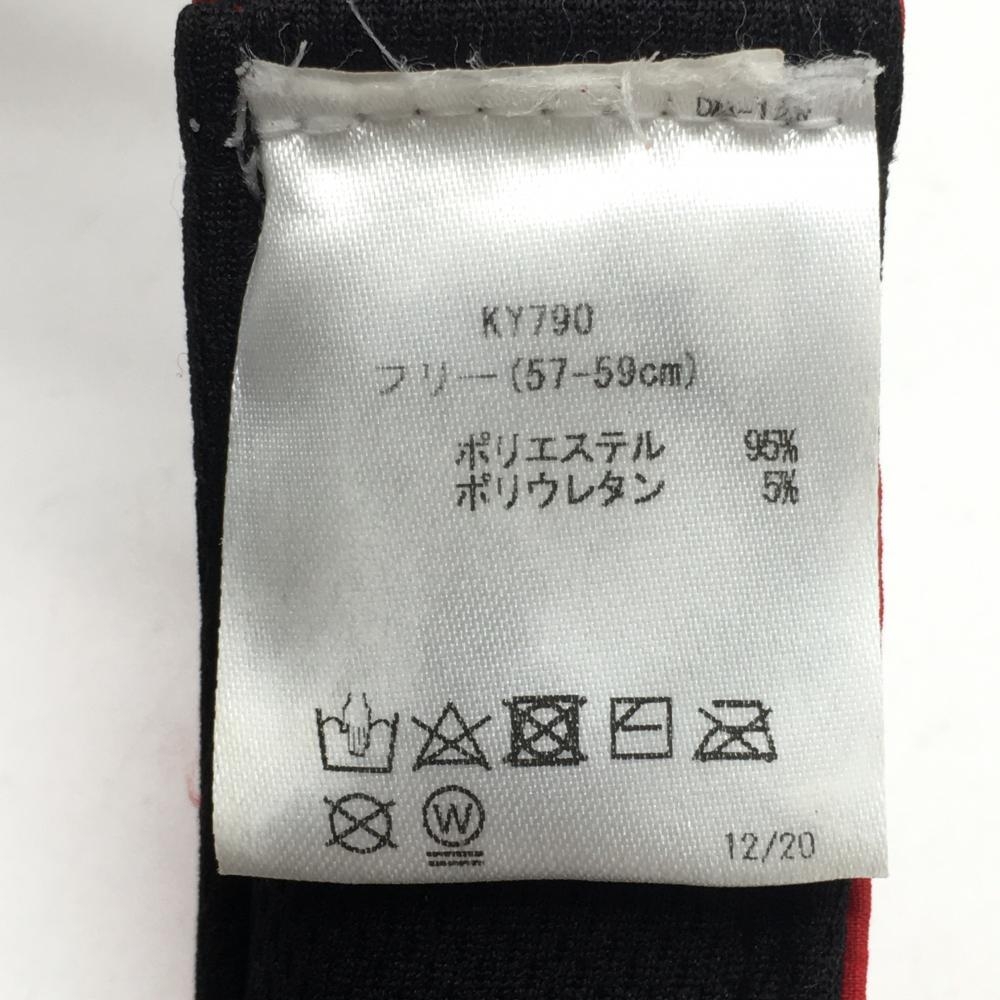 KY790
フリー(57-59cm)
ポリエステル 95%
ポリウレタン 5%
W
12/20